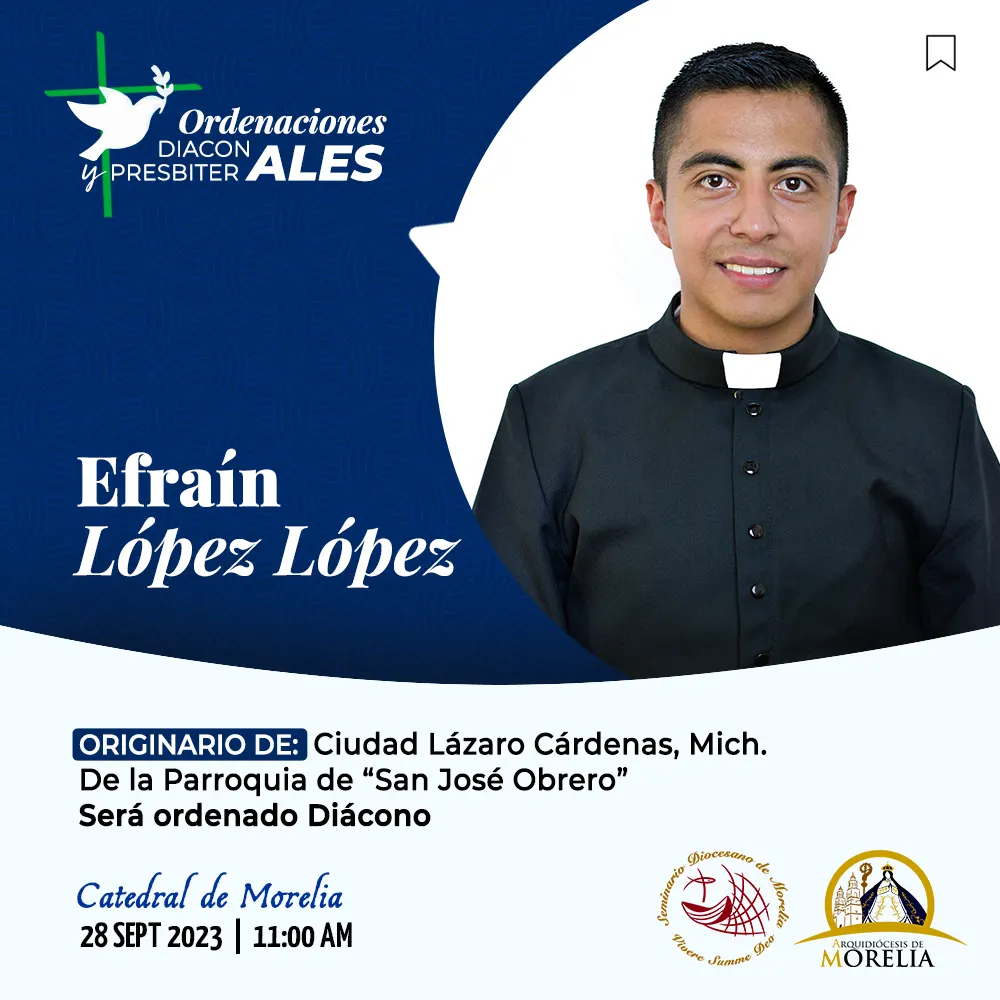 Ordenaciones
DIACON
y PRESBITER ALES
Efraín
López López
ORIGINARIO DE: Ciudad Lázaro Cárdenas, Mich.
De la Parroquia de “San José Obrero”
Será ordenado Diácono
Catedral de Morelia
28 SEPT 2023 | 11:00 AM
Seminario Diocesano de Morelia
Vivere Summe Deo
ARQUIDIÓCESIS DE
MORELIA